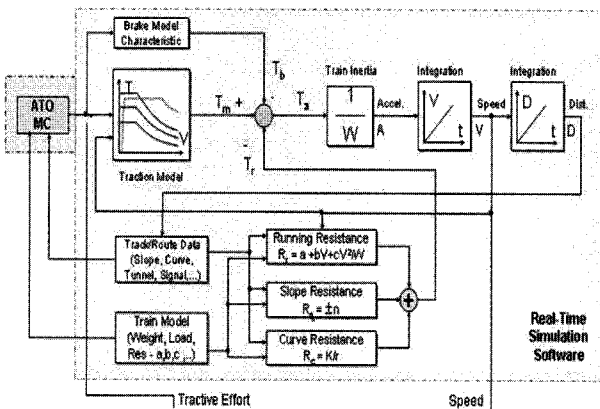 Brake Model
Characteristic
T_b
Train Inertia
Integration
Integration
ATO
MC
T
V
T_m +
-
T_a
1
W
Accel.
A
V
t
Speed
V
D
t
Dist.
D
-
T_r
Traction Model
Track/Route Data
(Slope, Curve,
Tunnel, Signal,...)
Running Resistance
R_r = a +bV+cV²/W
Slope Resistance
R_g = ±n
+
Train Model
(Weight, Load,
Res - a,b,c ,..)
Curve Resistance
R_c = K/r
Real-Time
Simulation
Software
Tractive Effort
Speed